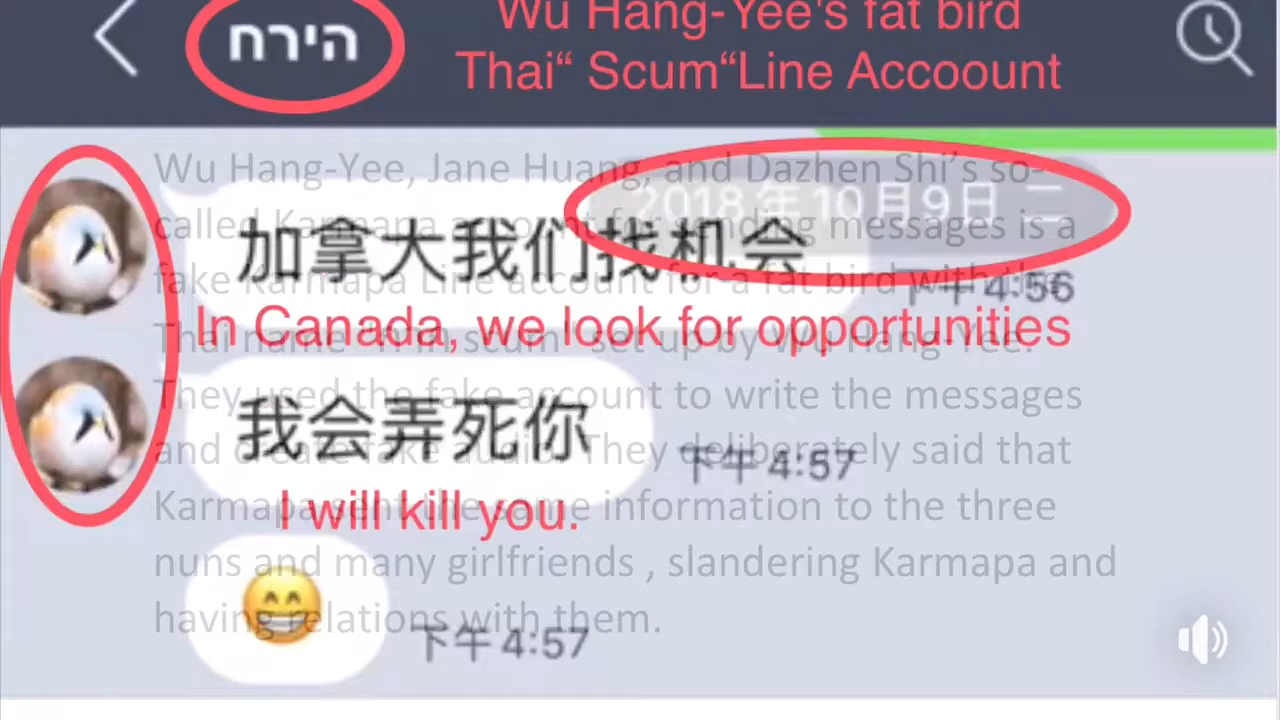 הירח
Wu Hang-Yee's fat bird
Thai“ Scum“Line Accoount
2018年10月9日 二
Wu Hang-Yee, Jane Huang, and Dazhen Shi’s so-
called Karmapa account for sending messages is a
fake Karmapa Line account for a fat bird with the
Thai name scum set up by Wu Hang-Yee.
They used the fake account to write the messages
and create fake audio. They deliberately said that
Karmapa sent the same information to the three
nuns and many girlfriends , slandering Karmapa and
having relations with them.
加拿大我们找机会
下午 4:56
In Canada, we look for opportunities
我会弄死你
下午 4:57
I will kill you.
下午 4:57